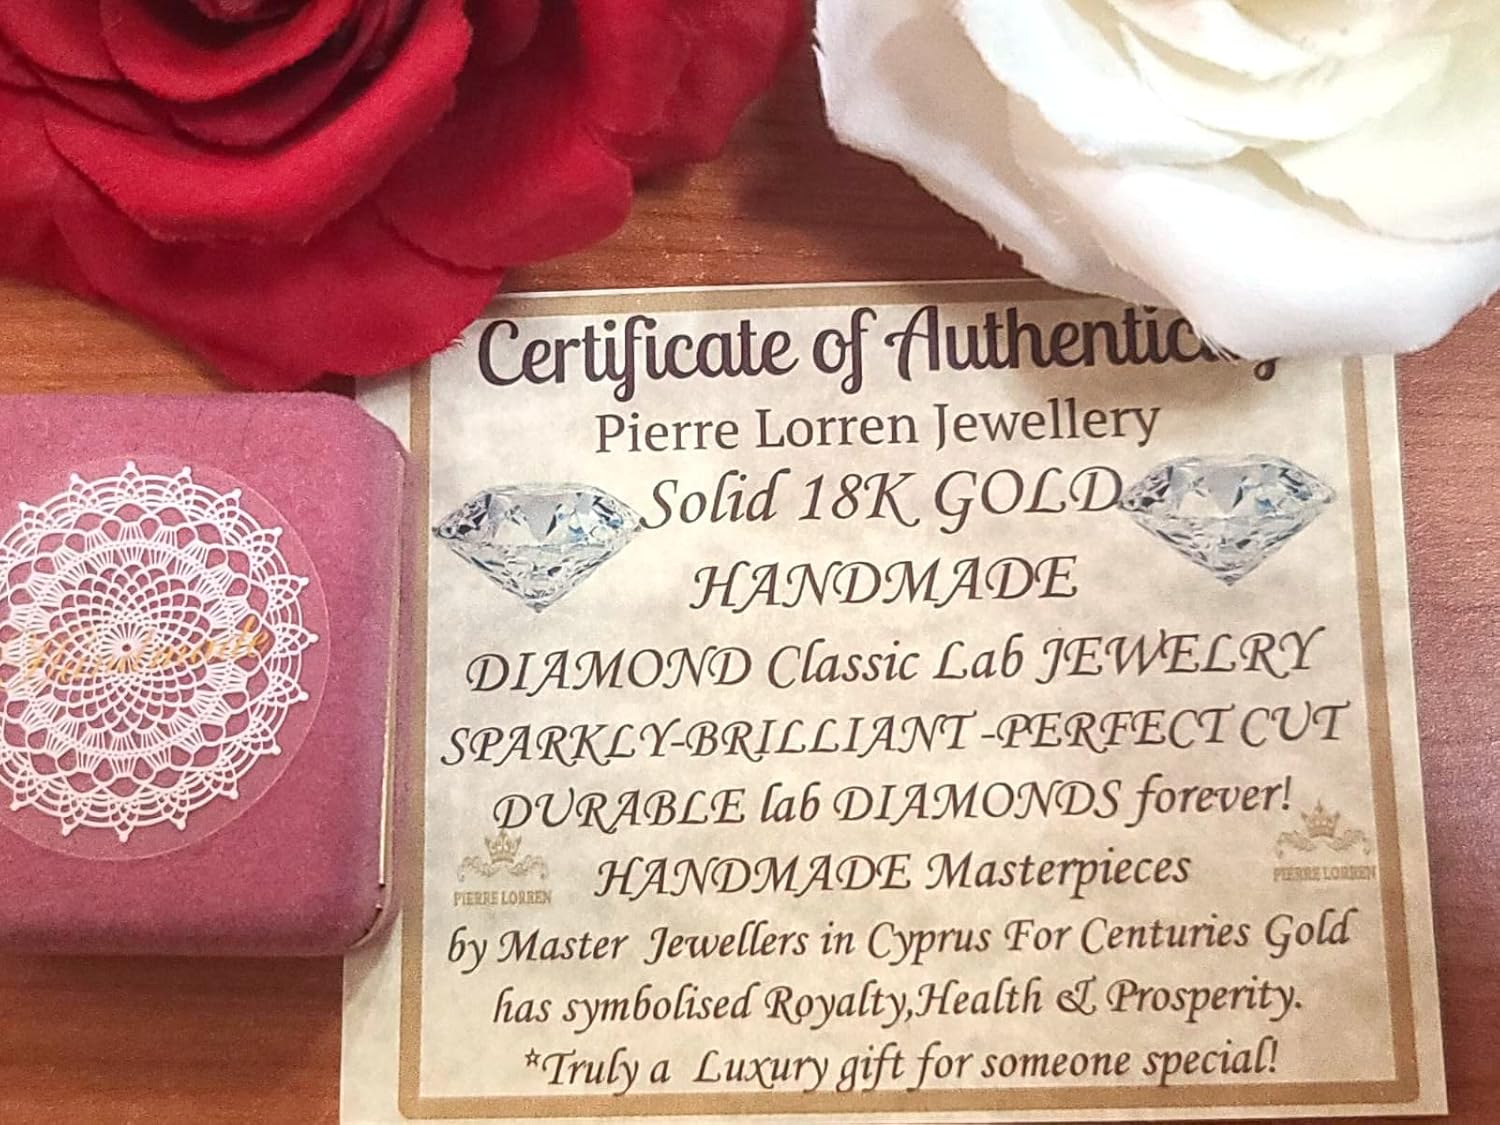 Certificate of Authenticity
Pierre Lorren Jewellery
Solid 18K GOLD
HANDMADE
DIAMOND Classic Lab JEWELRY
SPARKLY-BRILLIANT -PERFECT CUT
DURABLE lab DIAMONDS forever!
HANDMADE Masterpieces
PIERRE LORREN
PIERRE LORREN
by Master Jewellers in Cyprus For Centuries Gold
has symbolised Royalty,Health & Prosperity.
*Truly a Luxury gift for someone special!
Handmade